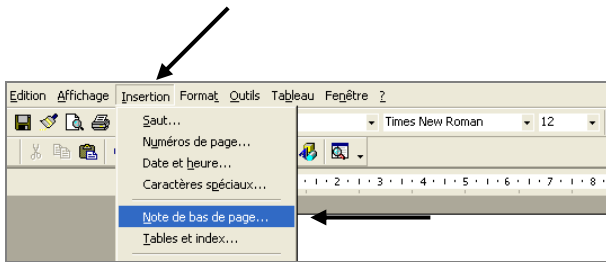 Edition Affichage Insertion Format Outils Tableau Fenêtre ?
Saut...
Times New Roman 12
Numéros de page...
Date et heure...
Caractères spéciaux...
· 1 · 2 · 1 · 3 · 1 · 4 · 1 · 5 · 1 · 6 · 1 · 7 · 1 · 8 ·
Note de bas de page...
Tables et index...